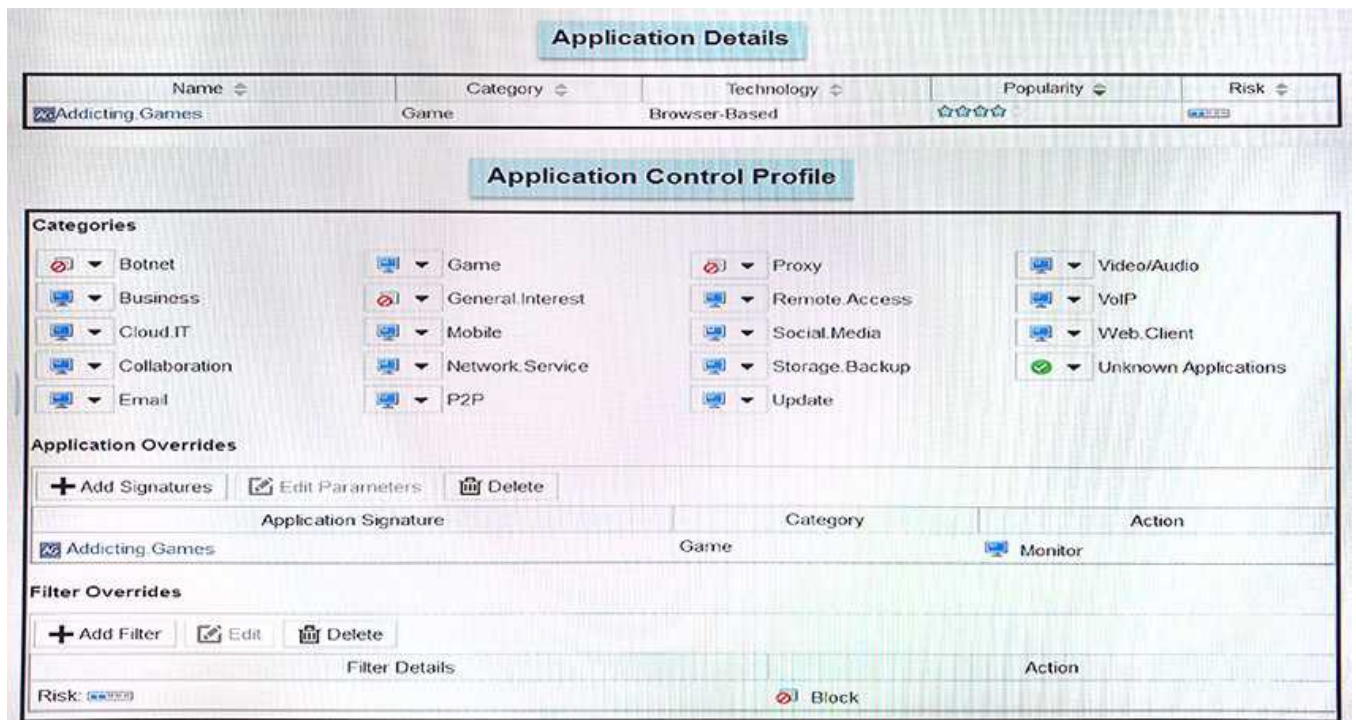 Application Details
Name Category Technology Popularity Risk
Addicting.Games Game Browser-Based
Application Control Profile
Categories
Botnet Game Proxy Video/Audio
Business General.Interest Remote.Access VoIP
Cloud.IT Mobile Social.Media Web.Client
Collaboration Network.Service Storage.Backup Unknown Applications
Email P2P Update
Application Overrides
Add Signatures Edit Parameters Delete
Application Signature Category Action
Addicting.Games Game Monitor
Filter Overrides
Add Filter Edit Delete
Filter Details Action
Risk: Block